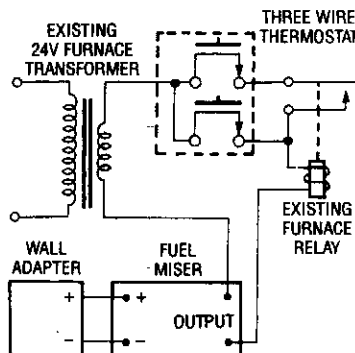 EXISTING
24V FURNACE
TRANSFORMER
THREE WIRE
THERMOSTAT
EXISTING
FURNACE
RELAY
WALL
ADAPTER
FUEL
MISER
+
+
OUTPUT
−
−